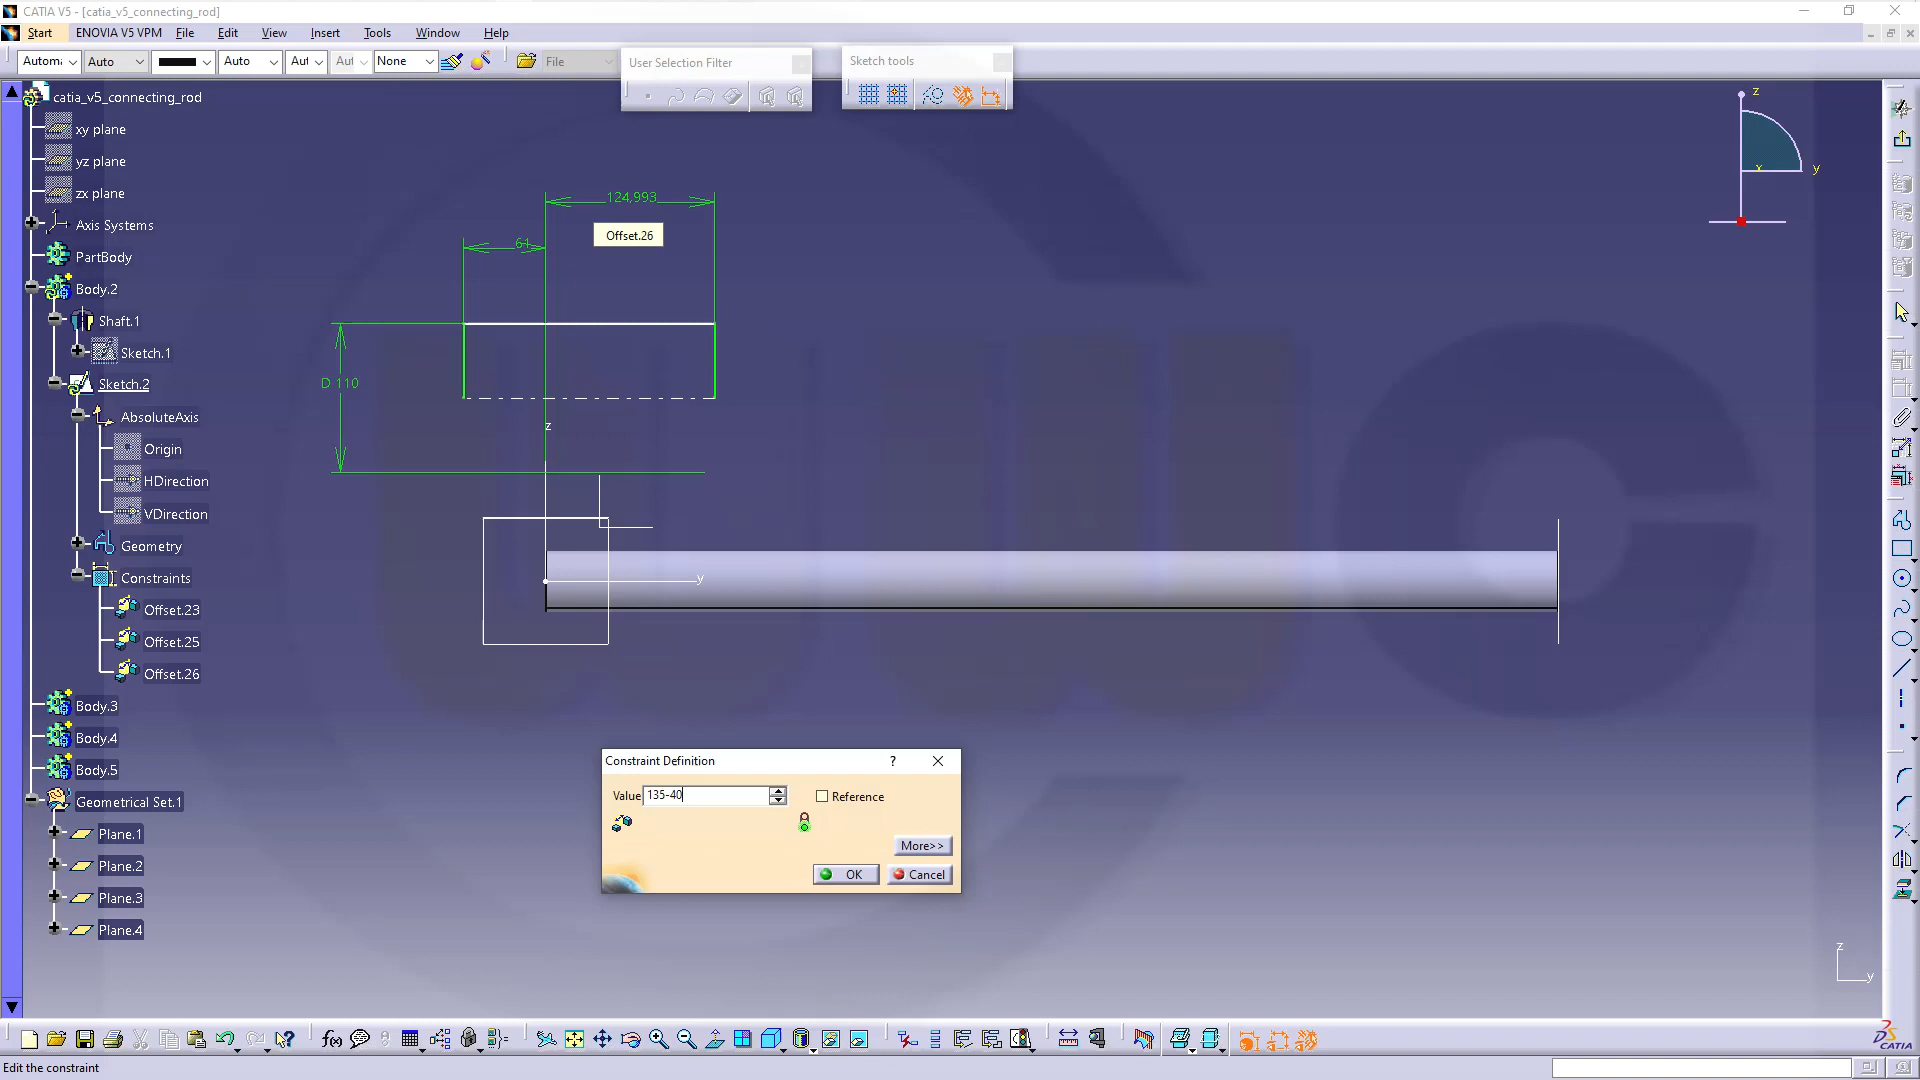 CATIA V5 - [catia_v5_connecting_rod]
Start ENOVIA V5 VPM File Edit View Insert Tools Window Help
Auto Auto Aut Aut None File
User Selection Filter
Sketch tools
catia_v5_connecting_rod
xy plane
yz plane
zx plane
Axis Systems
PartBody
Body.2
Shaft.1
Sketch.1
Sketch.2
AbsoluteAxis
Origin
HDirection
VDirection
Geometry
Constraints
Offset.23
Offset.25
Offset.26
Body.3
Body.4
Body.5
Geometrical Set.1
Plane.1
Plane.2
Plane.3
Plane.4
124,993
Offset.26
61
D 110
z
y
z
x
y
Constraint Definition ?
Value 135-40 Reference
More>>
OK Cancel
z
y
CATIA
Edit the constraint